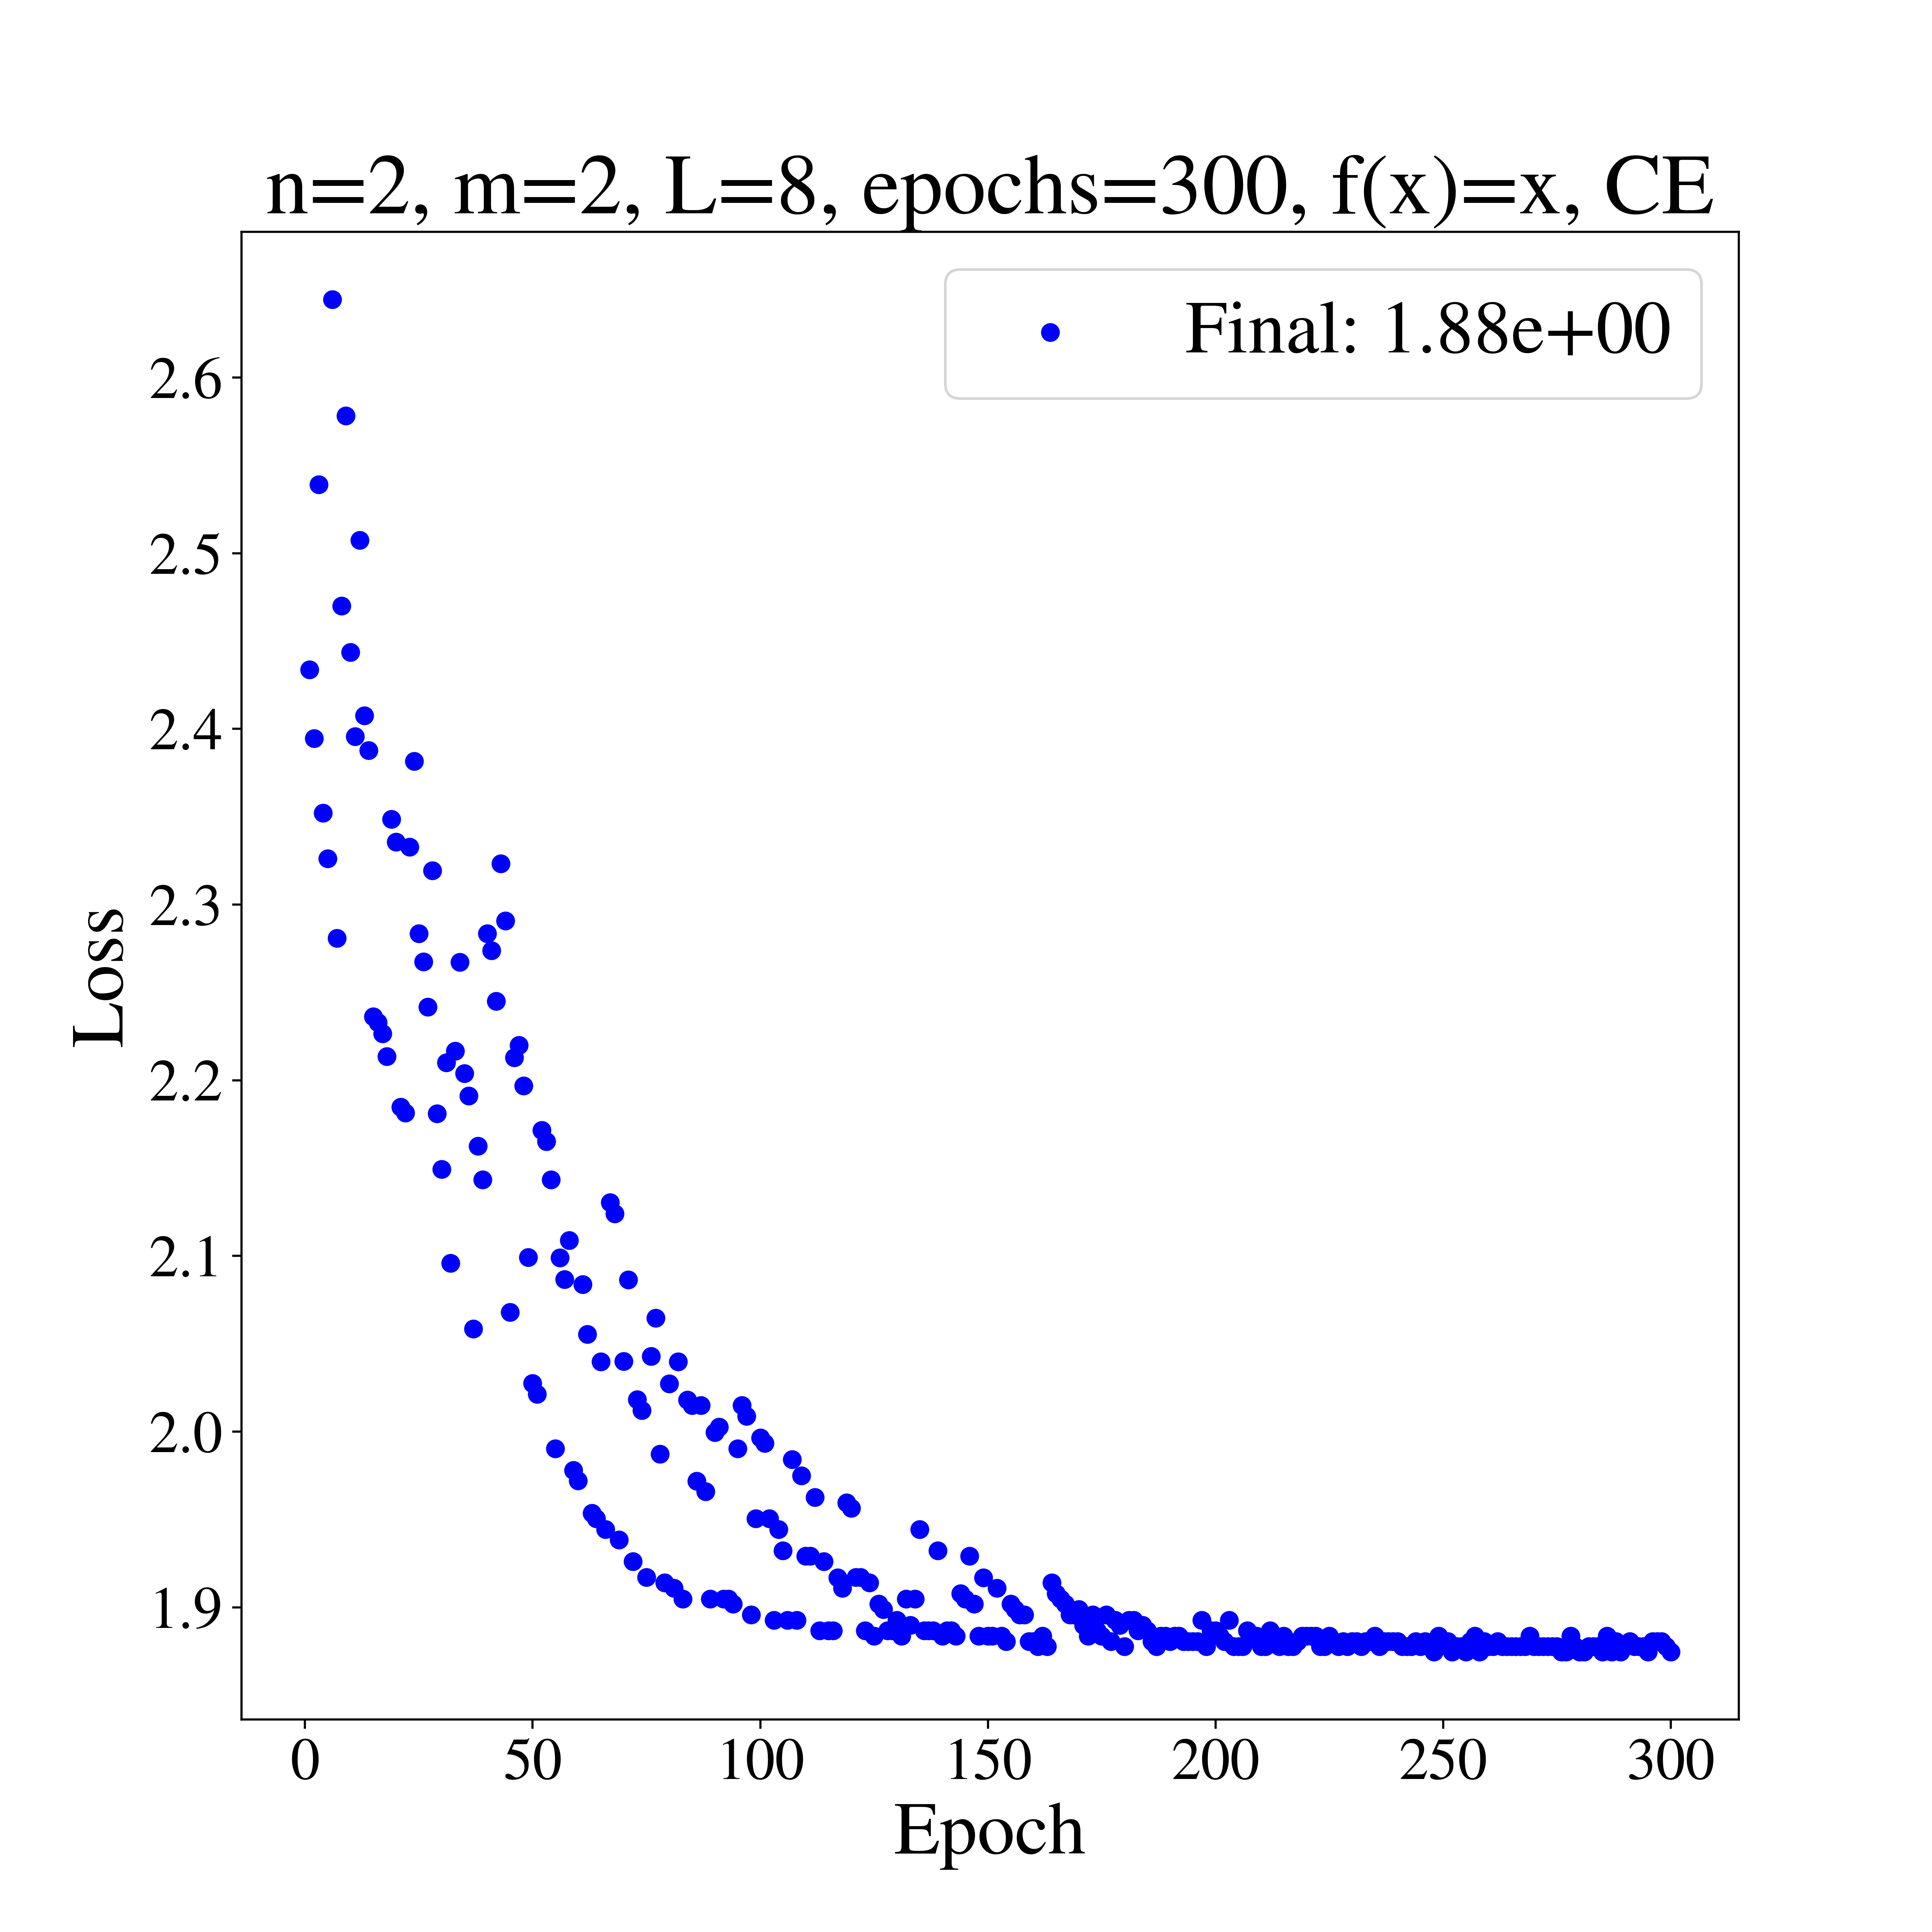 n=2, m=2, L=8, epochs=300, f(x)=x, CE
Final: 1.88e+00
2.6
2.5
2.4
2.3
2.2
2.1
2.0
1.9
Loss
0 50 100 150 200 250 300
Epoch